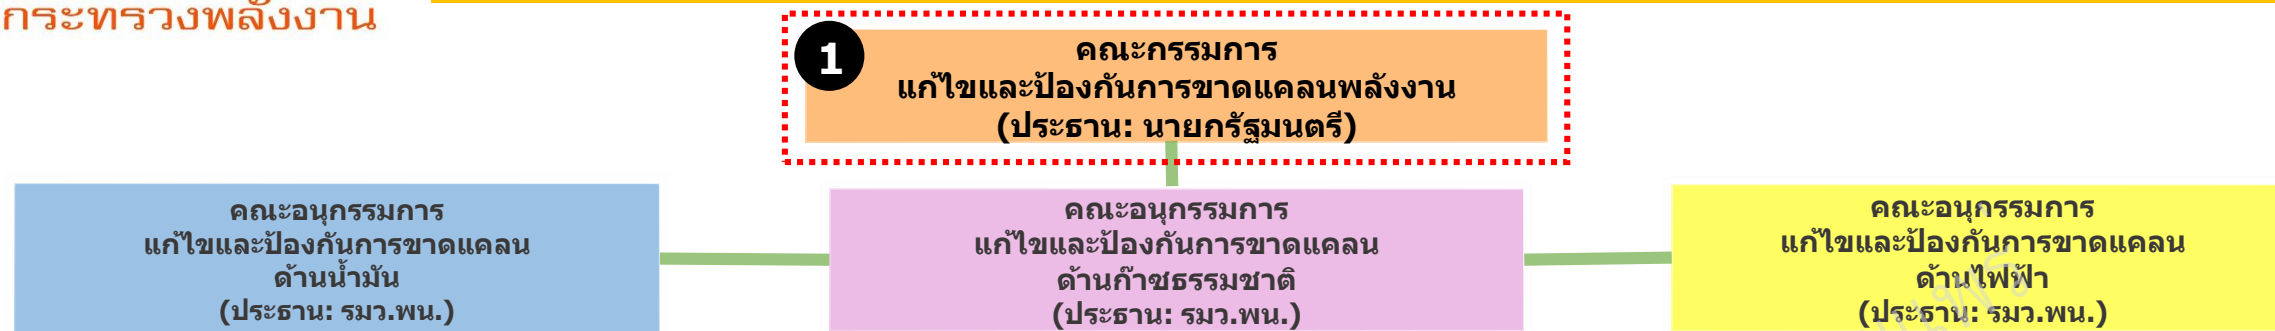 กระทรวงพลังงาน
1
คณะกรรมการ
แก้ไขและป้องกันการขาดแคลนพลังงาน
(ประธาน: นายกรัฐมนตรี)
คณะอนุกรรมการ
แก้ไขและป้องกันการขาดแคลน
ด้านน้ำมัน
(ประธาน: รมว.พน.)
คณะอนุกรรมการ
แก้ไขและป้องกันการขาดแคลน
ด้านก๊าซธรรมชาติ
(ประธาน: รมว.พน.)
คณะอนุกรรมการ
แก้ไขและป้องกันการขาดแคลน
ด้านไฟฟ้า
(ประธาน: รมว.พน.)